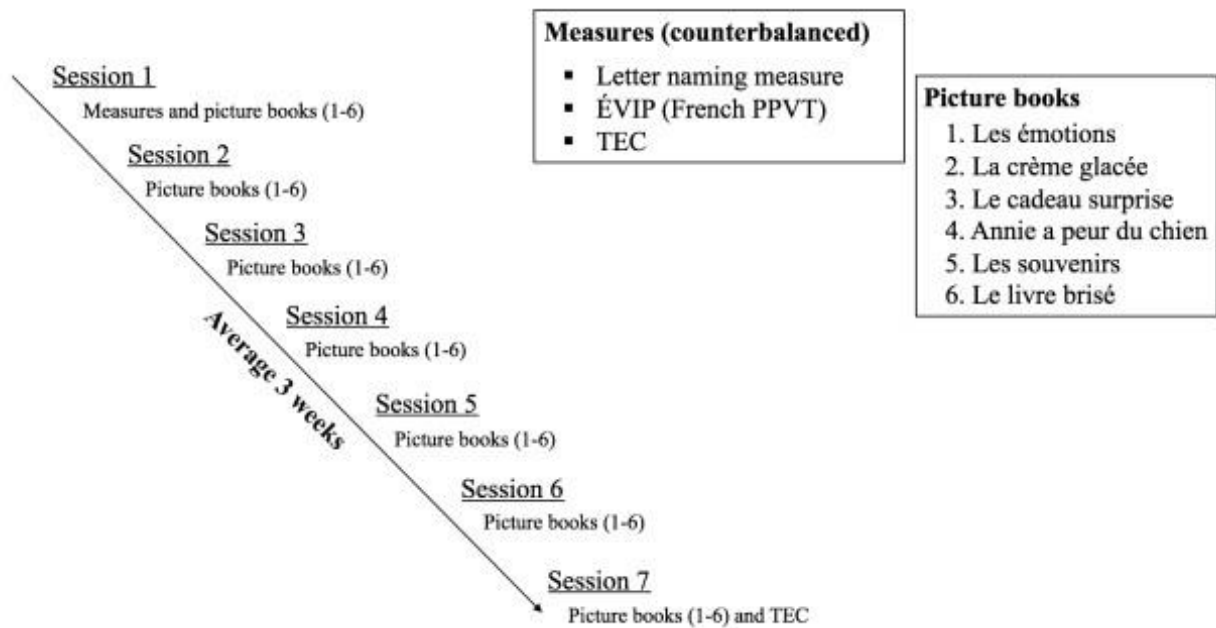 Measures (counterbalanced)
▪ Letter naming measure
▪ ÉVIP (French PPVT)
▪ TEC
Picture books
1. Les émotions
2. La crème glacée
3. Le cadeau surprise
4. Annie a peur du chien
5. Les souvenirs
6. Le livre brisé
Session 1
Measures and picture books (1-6)
Session 2
Picture books (1-6)
Session 3
Picture books (1-6)
Session 4
Picture books (1-6)
Average 3 weeks
Session 5
Picture books (1-6)
Session 6
Picture books (1-6)
Session 7
Picture books (1-6) and TEC